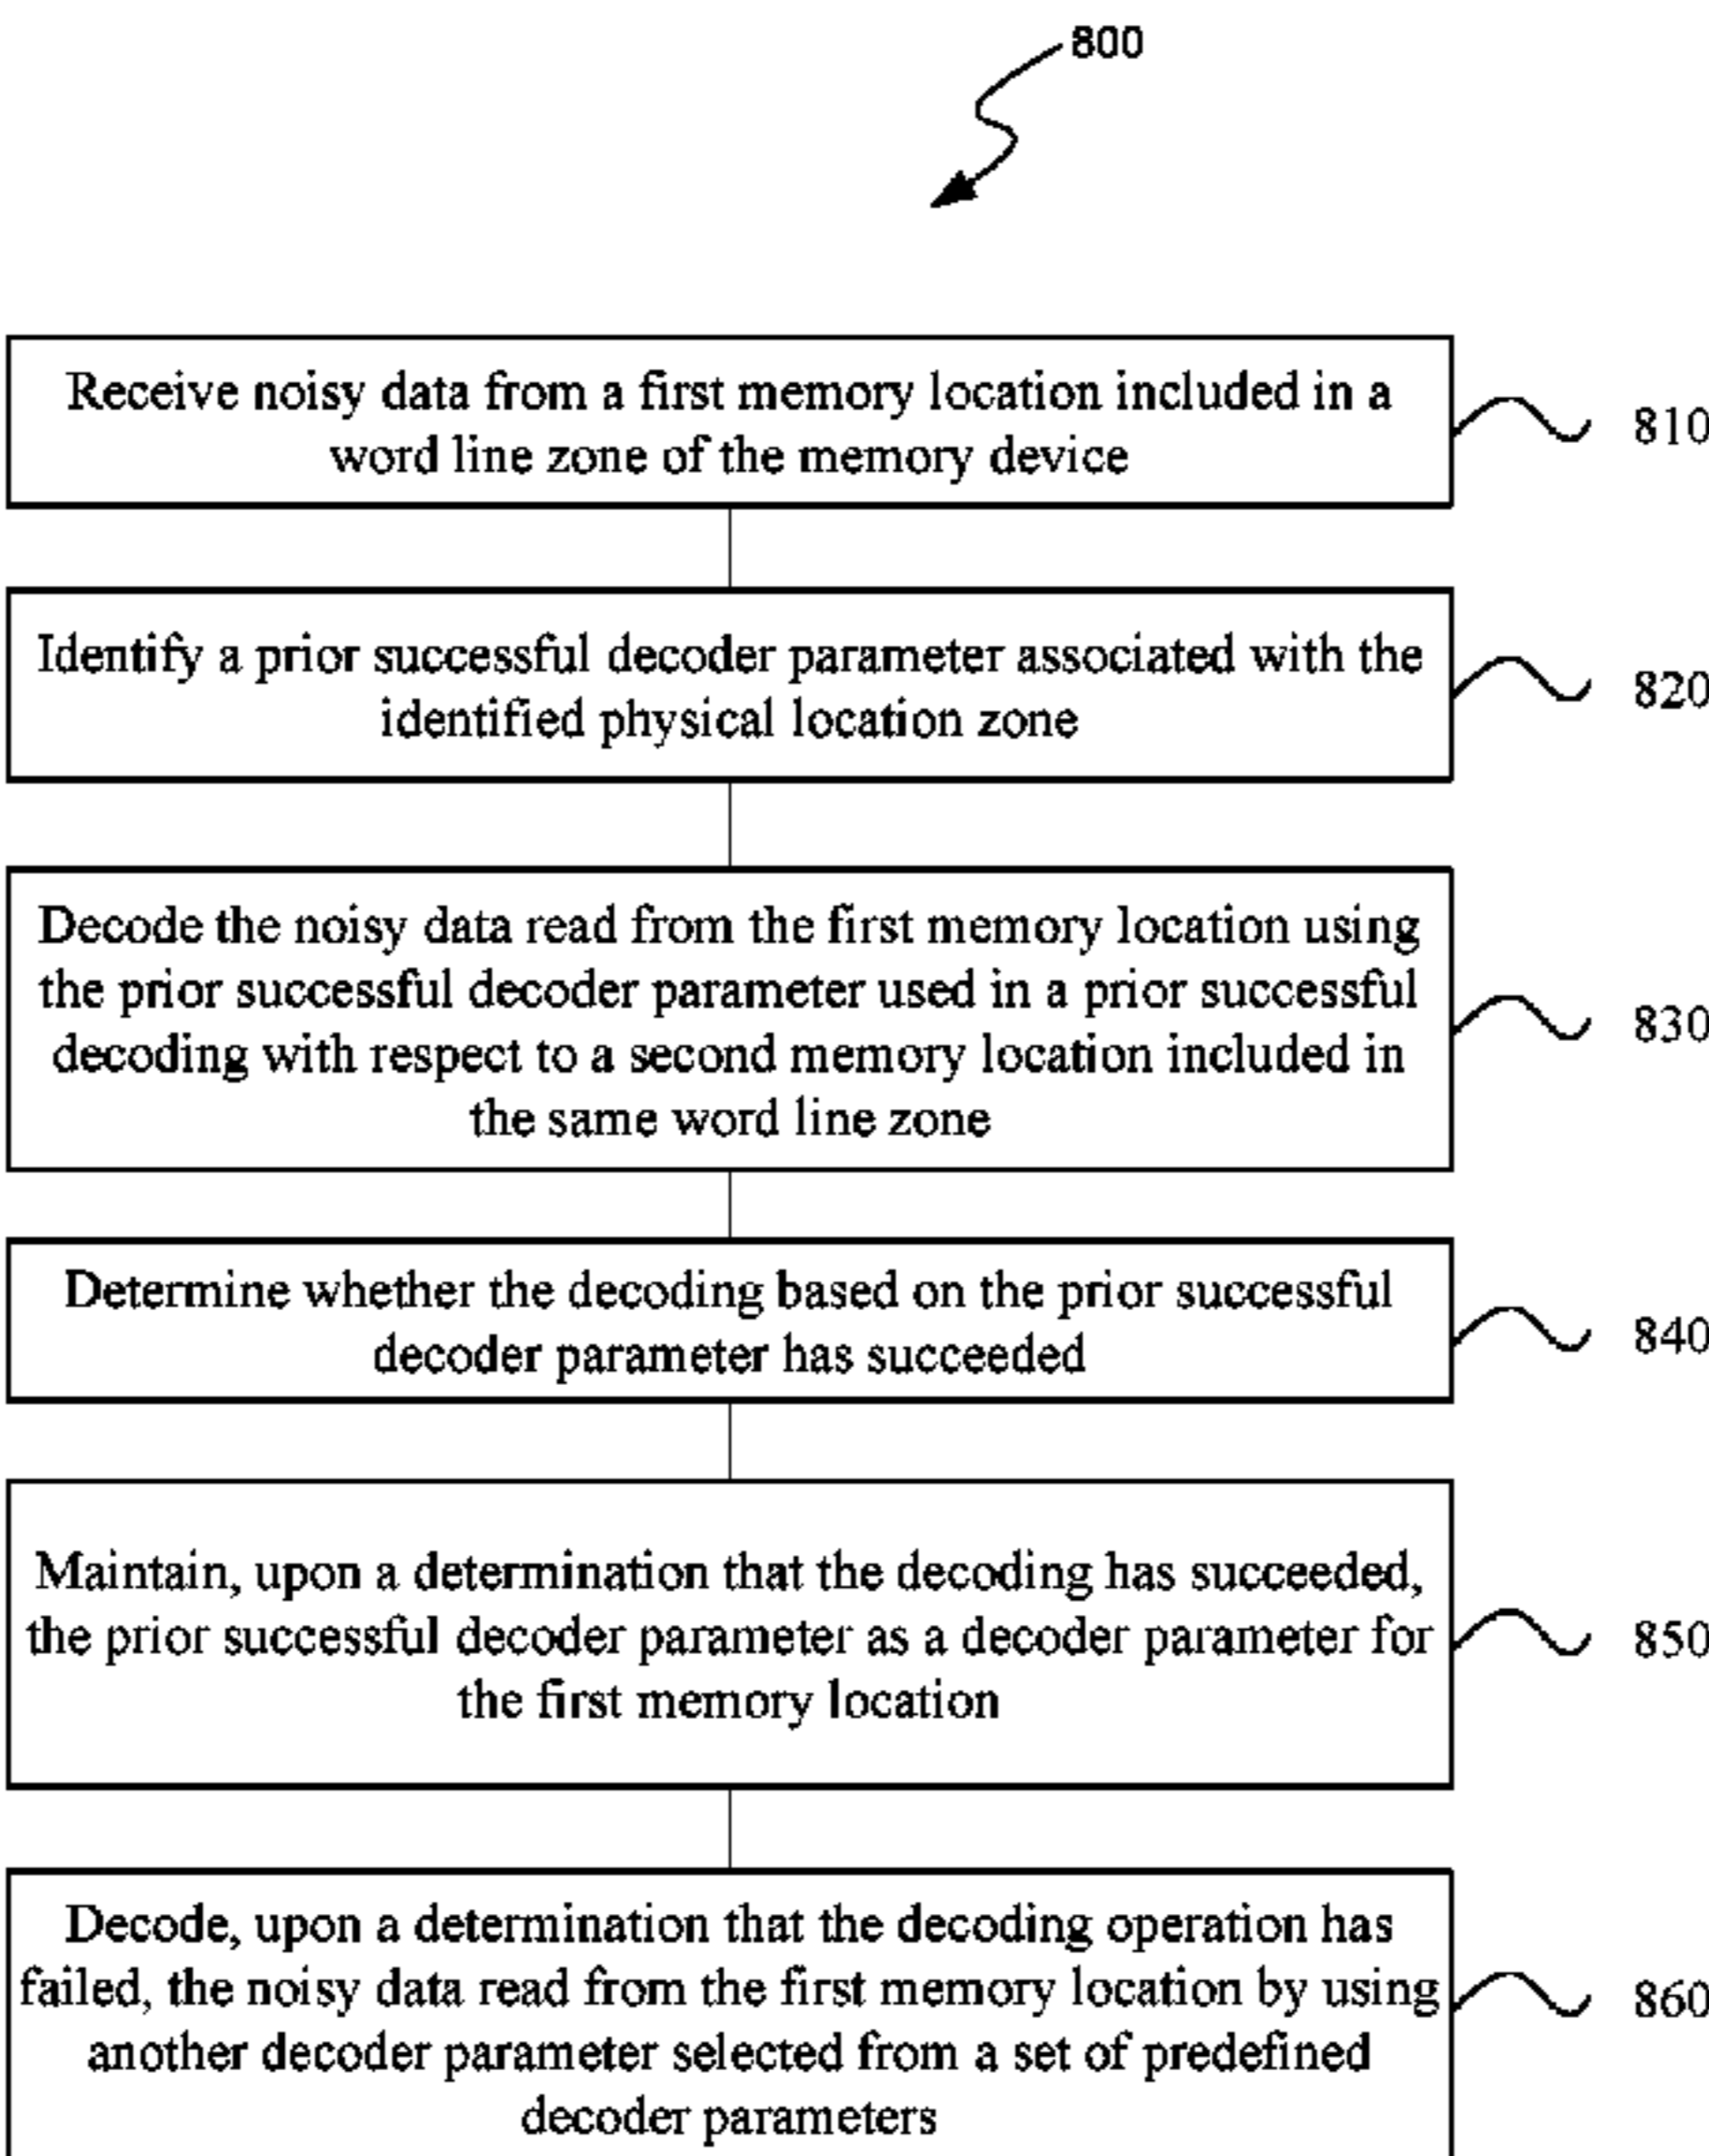 800
Receive noisy data from a first memory location included in a
word line zone of the memory device
810
Identify a prior successful decoder parameter associated with the
identified physical location zone
820
Decode the noisy data read from the first memory location using
the prior successful decoder parameter used in a prior successful
decoding with respect to a second memory location included in
the same word line zone
830
Determine whether the decoding based on the prior successful
decoder parameter has succeeded
840
Maintain, upon a determination that the decoding has succeeded,
the prior successful decoder parameter as a decoder parameter for
the first memory location
850
Decode, upon a determination that the decoding operation has
failed, the noisy data read from the first memory location by using
another decoder parameter selected from a set of predefined
decoder parameters
860